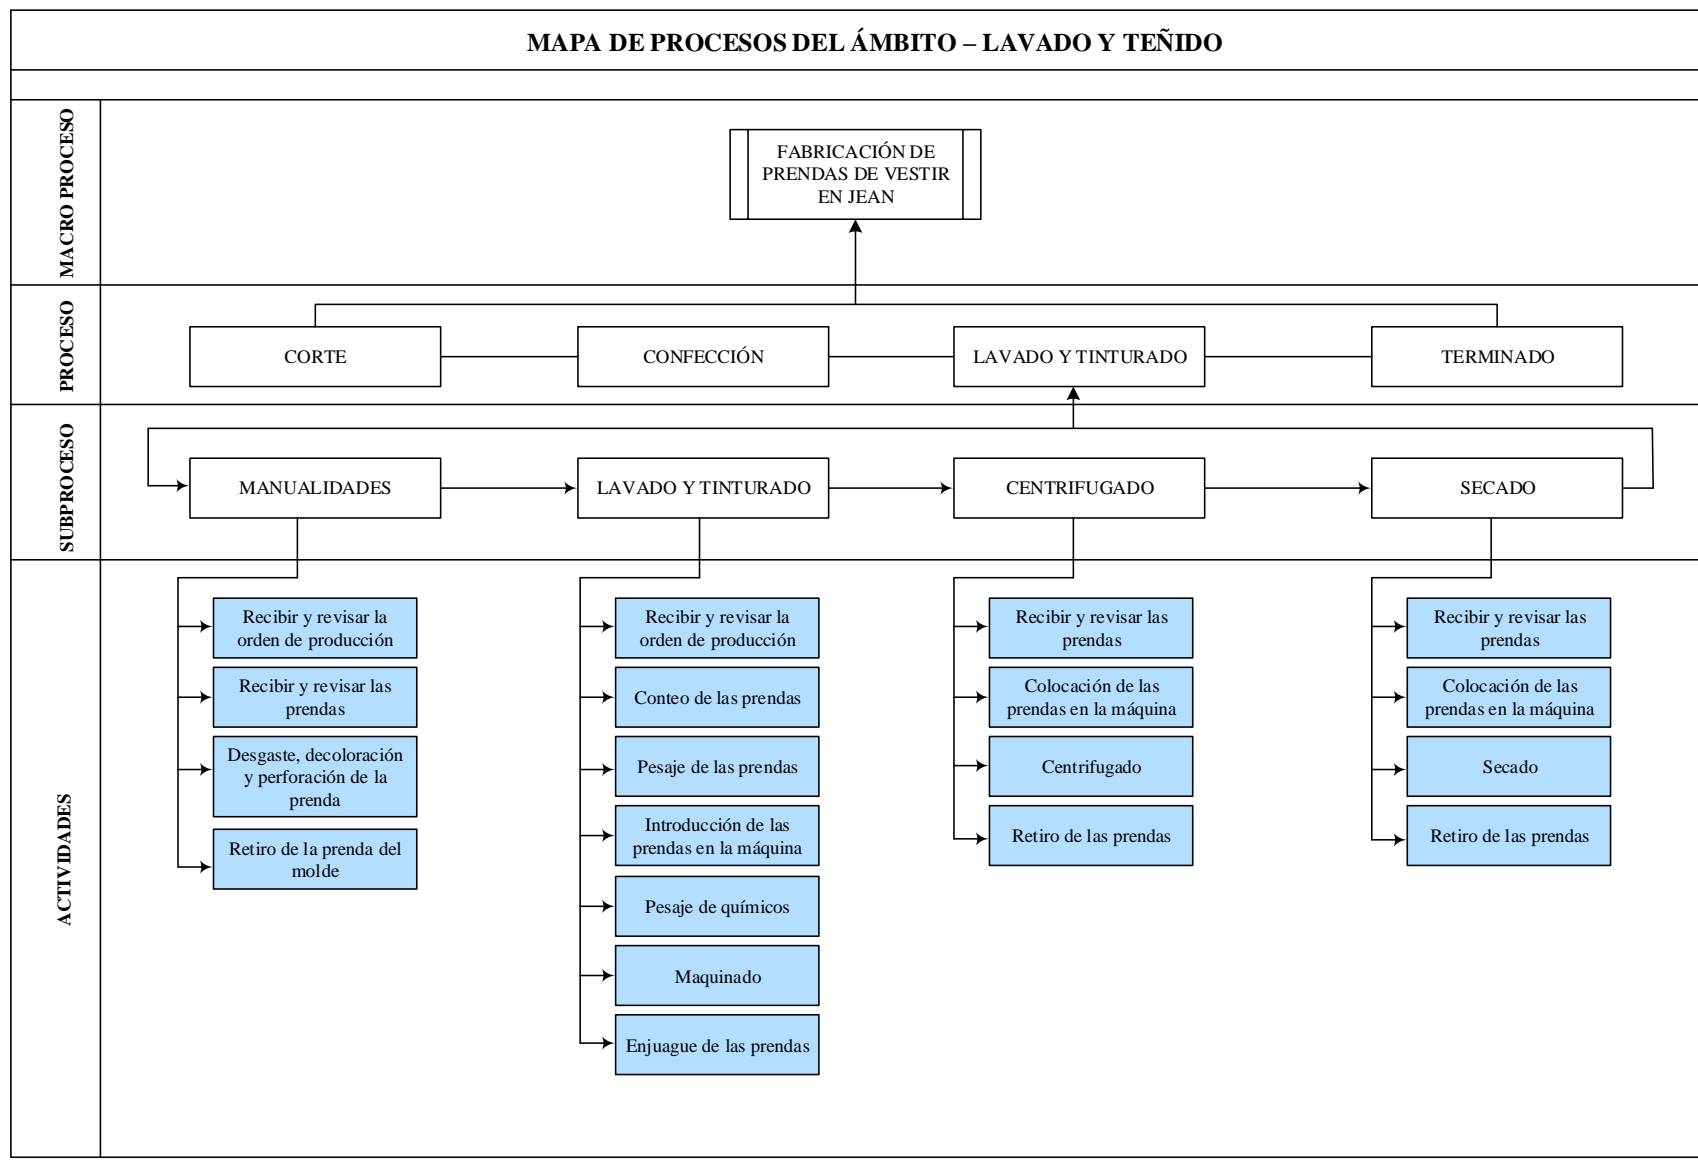 MAPA DE PROCESOS DEL ÁMBITO – LAVADO Y TEÑIDO
MACRO PROCESO
FABRICACIÓN DE
PRENDAS DE VESTIR
EN JEAN
PROCESO
CORTE
CONFECCIÓN
LAVADO Y TINTURADO
TERMINADO
SUBPROCESO
MANUALIDADES
LAVADO Y TINTURADO
CENTRIFUGADO
SECADO
ACTIVIDADES
Recibir y revisar la
orden de producción
Recibir y revisar las
prendas
Desgaste, decoloración
y perforación de la
prenda
Retiro de la prenda del
molde
Recibir y revisar la
orden de producción
Conteo de las prendas
Pesaje de las prendas
Introducción de las
prendas en la máquina
Pesaje de químicos
Maquinado
Enjuague de las prendas
Recibir y revisar las
prendas
Colocación de las
prendas en la máquina
Centrifugado
Retiro de las prendas
Recibir y revisar las
prendas
Colocación de las
prendas en la máquina
Secado
Retiro de las prendas